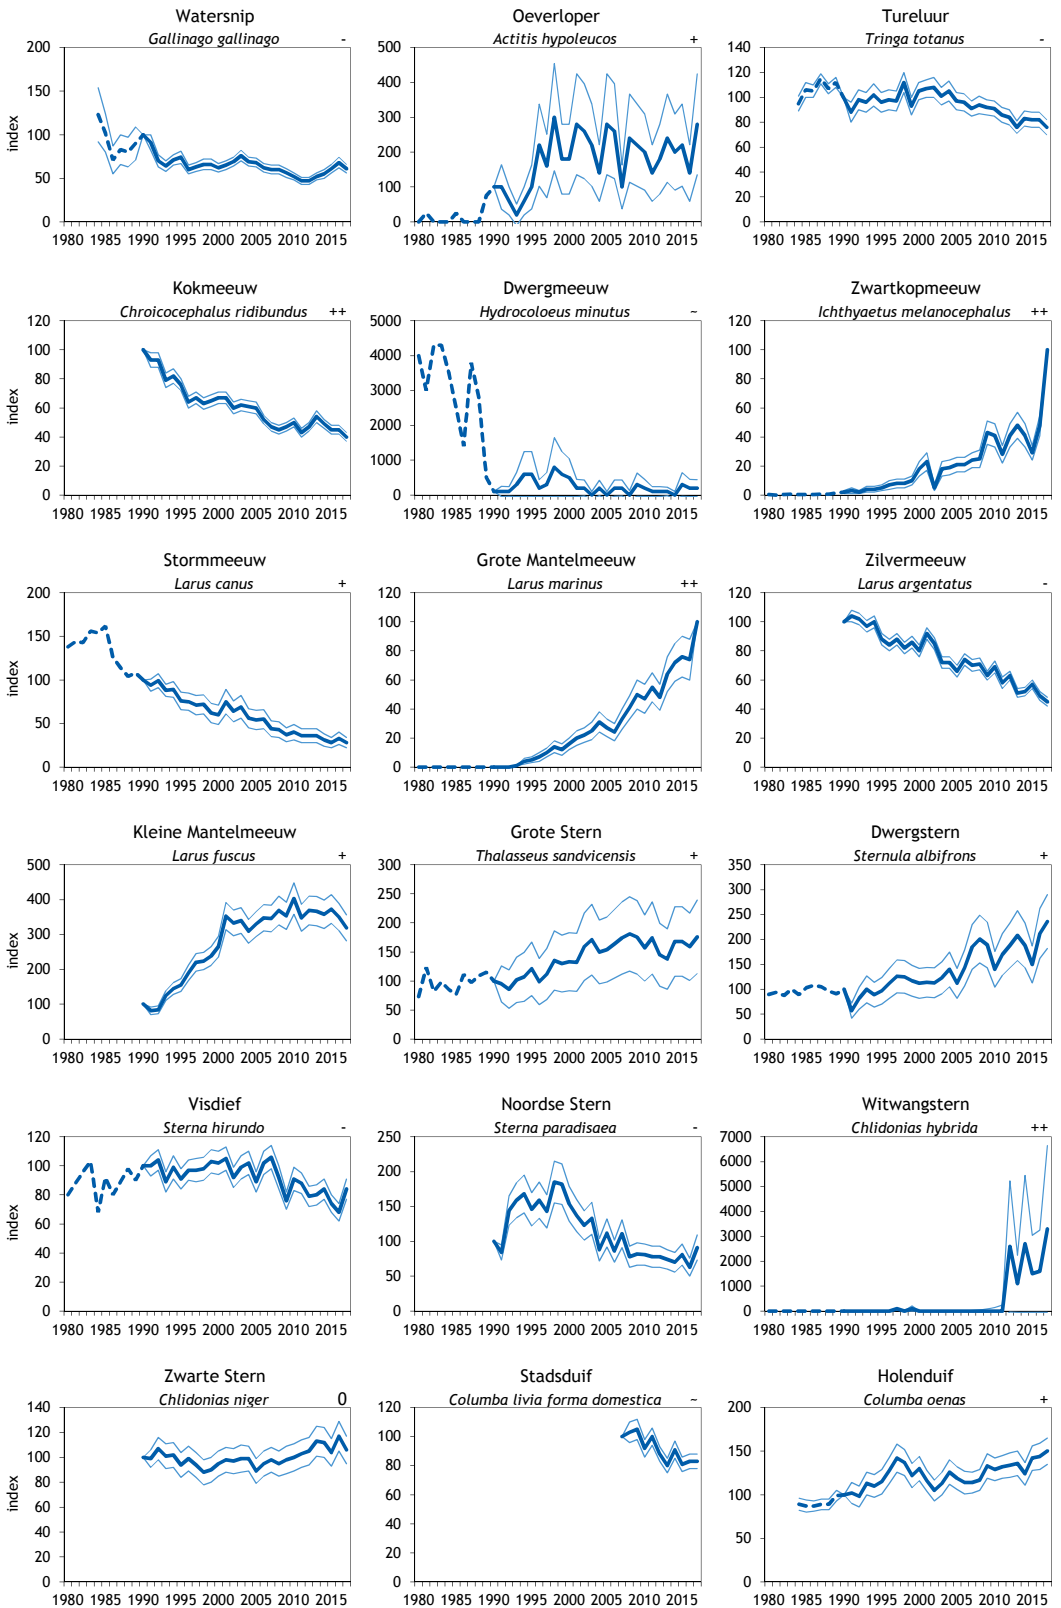 Watersnip
Gallinago gallinago -
index
200
150
100
50
0
1980 1985 1990 1995 2000 2005 2010 2015
Oeverloper
Actitis hypoleucos +
500
400
300
200
100
0
1980 1985 1990 1995 2000 2005 2010 2015
Tureluur
Tringa totanus -
140
120
100
80
60
40
20
0
1980 1985 1990 1995 2000 2005 2010 2015
Kokmeeuw
Chroicocephalus ridibundus ++
index
120
100
80
60
40
20
0
1980 1985 1990 1995 2000 2005 2010 2015
Dwergmeeuw
Hydrocoloeus minutus ~
5000
4000
3000
2000
1000
0
1980 1985 1990 1995 2000 2005 2010 2015
Zwartkopmeeuw
Ichthyaetus melanocephalus ++
120
100
80
60
40
20
0
1980 1985 1990 1995 2000 2005 2010 2015
Stormmeeuw
Larus canus +
index
200
150
100
50
0
1980 1985 1990 1995 2000 2005 2010 2015
Grote Mantelmeeuw
Larus marinus ++
120
100
80
60
40
20
0
1980 1985 1990 1995 2000 2005 2010 2015
Zilvermeeuw
Larus argentatus -
120
100
80
60
40
20
0
1980 1985 1990 1995 2000 2005 2010 2015
Kleine Mantelmeeuw
Larus fuscus +
index
500
400
300
200
100
0
1980 1985 1990 1995 2000 2005 2010 2015
Grote Stern
Thalasseus sandvicensis +
300
250
200
150
100
50
0
1980 1985 1990 1995 2000 2005 2010 2015
Dwergstern
Sternula albifrons +
350
300
250
200
150
100
50
0
1980 1985 1990 1995 2000 2005 2010 2015
Visdief
Sterna hirundo -
index
120
100
80
60
40
20
0
1980 1985 1990 1995 2000 2005 2010 2015
Noordse Stern
Sterna paradisaea -
250
200
150
100
50
0
1980 1985 1990 1995 2000 2005 2010 2015
Witwangstern
Chlidonias hybrida ++
7000
6000
5000
4000
3000
2000
1000
0
1980 1985 1990 1995 2000 2005 2010 2015
Zwarte Stern
Chlidonias niger 0
index
140
120
100
80
60
40
20
0
1980 1985 1990 1995 2000 2005 2010 2015
Stadsduif
Columba livia forma domestica ~
120
100
80
60
40
20
0
1980 1985 1990 1995 2000 2005 2010 2015
Holenduif
Columba oenas +
200
150
100
50
0
1980 1985 1990 1995 2000 2005 2010 2015